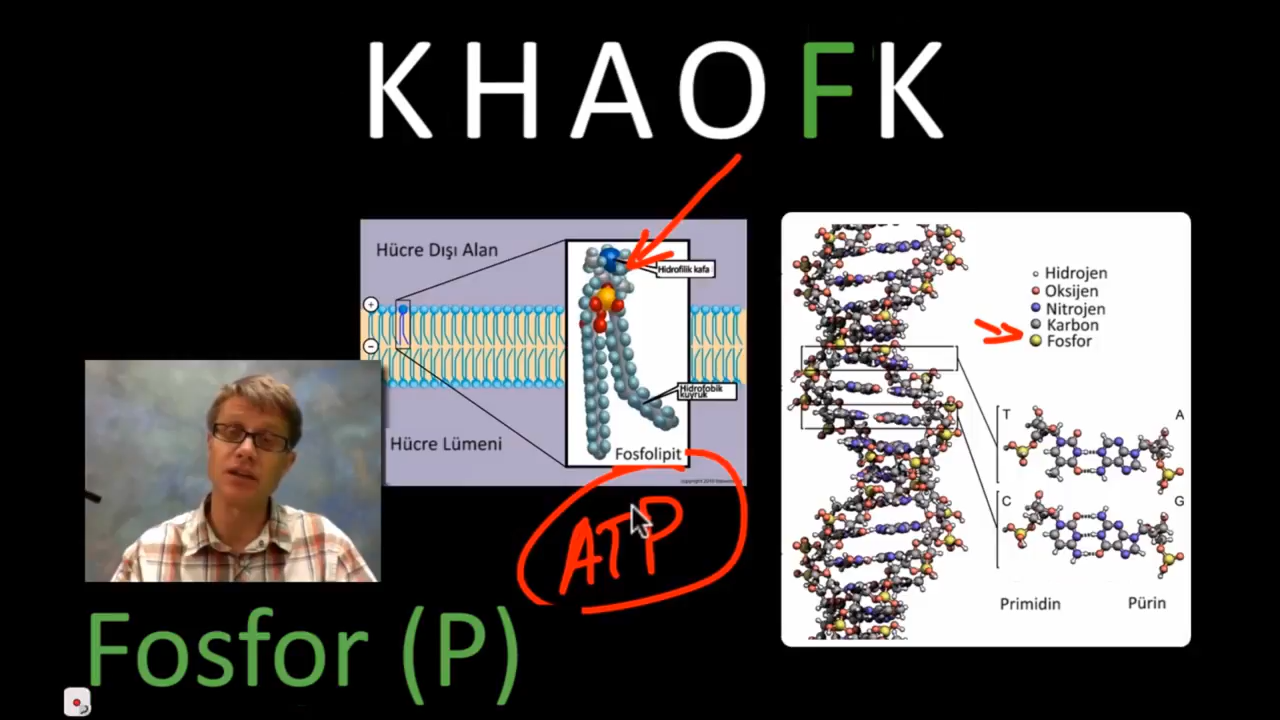 KHAOFK
Hücre Dışı Alan
Hidrofilik kafa
+
−
Hidrofobik
kuyruk
Hücre Lümeni
Fosfolipit
ATP
Hidrojen
Oksijen
Nitrojen
Karbon
Fosfor
T A
C G
Primidin Pürin
Fosfor (P)